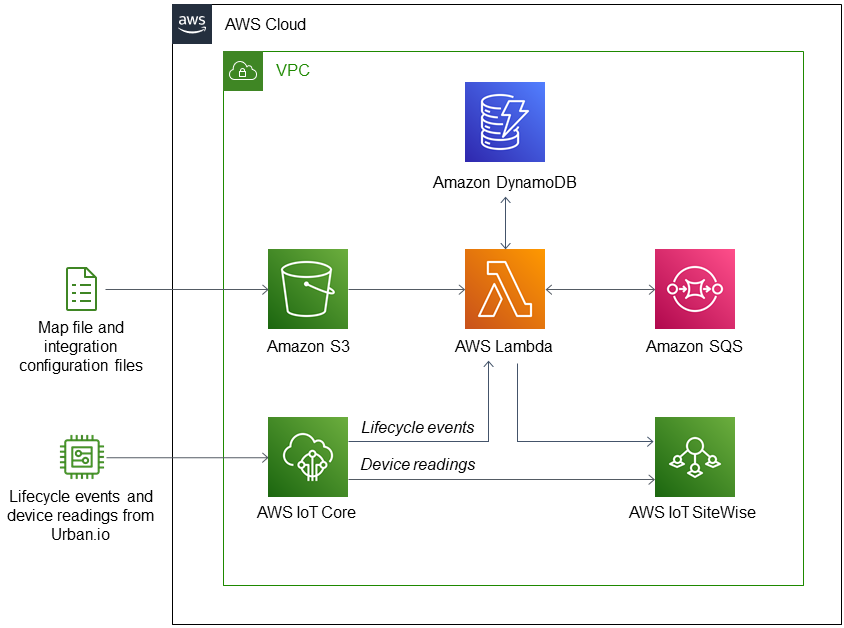 aws
AWS Cloud
VPC
Amazon DynamoDB
Map file and
integration
configuration files
Amazon S3
AWS Lambda
Amazon SQS
Lifecycle events
Device readings
Lifecycle events and
device readings from
Urban.io
AWS IoT Core
AWS IoT SiteWise